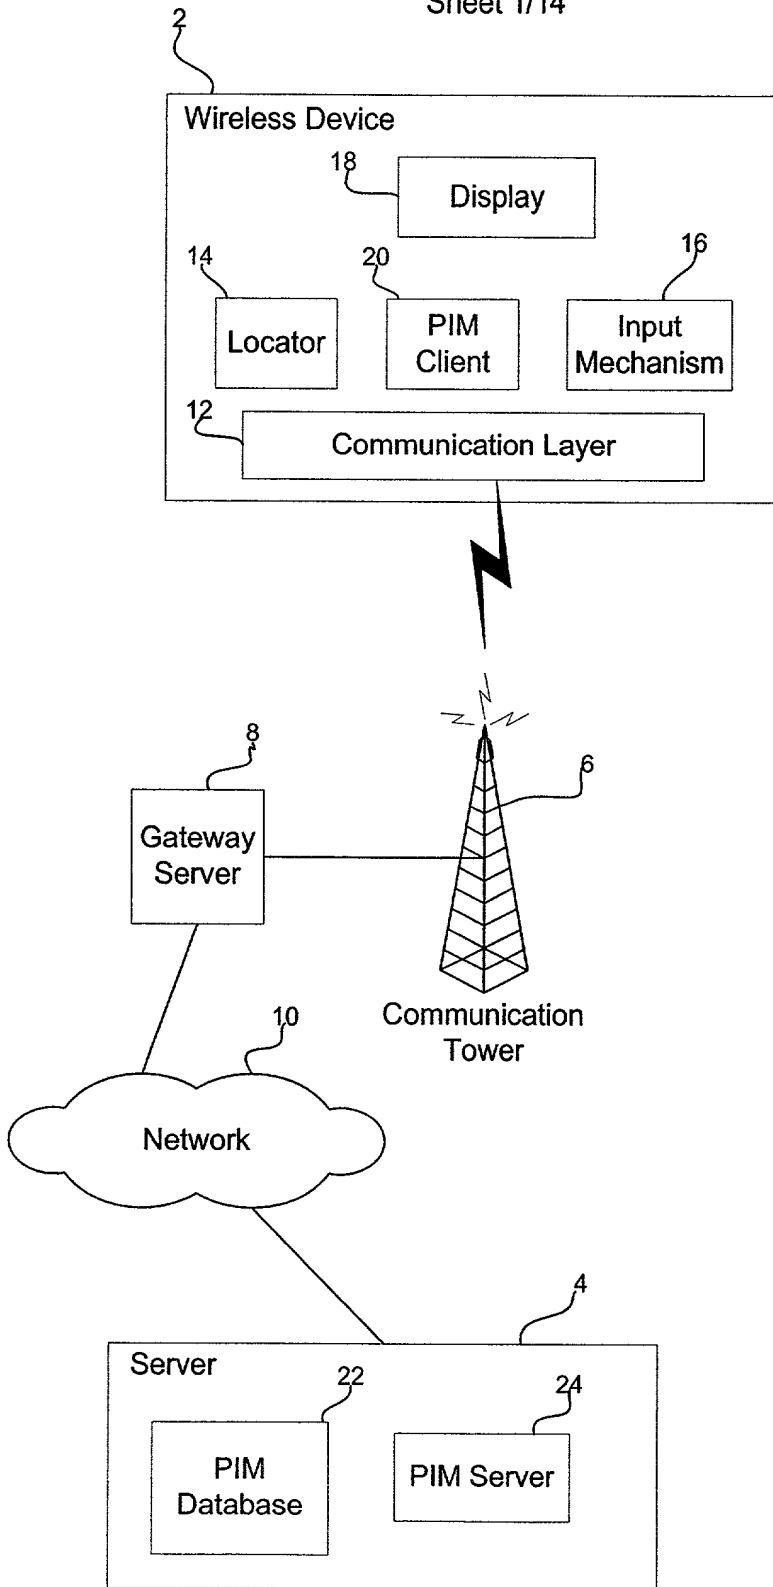 Sheet 1/14
2
Wireless Device
18
Display
14
20
16
Locator
PIM
Client
Input
Mechanism
12
Communication Layer
8
6
Gateway
Server
Communication
Tower
10
Network
4
Server
22
24
PIM
Database
PIM Server